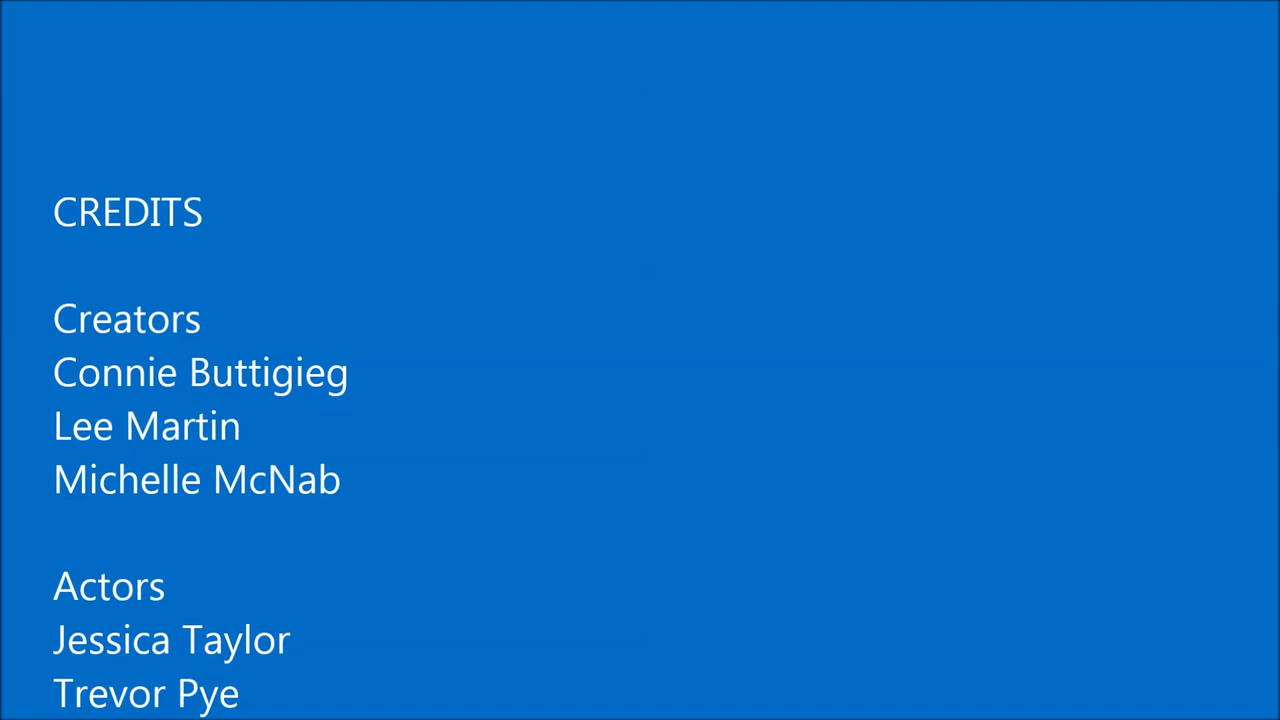 CREDITS
Creators
Connie Buttigieg
Lee Martin
Michelle McNab
Actors
Jessica Taylor
Trevor Pye